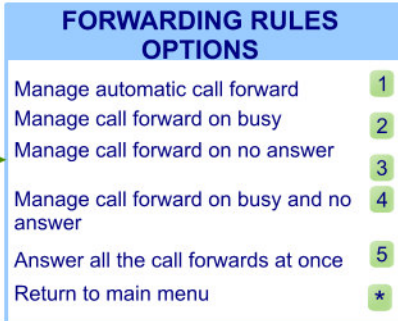 FORWARDING RULES
OPTIONS
Manage automatic call forward 1
Manage call forward on busy 2
Manage call forward on no answer 3
Manage call forward on busy and no 4
answer
Answer all the call forwards at once 5
Return to main menu *